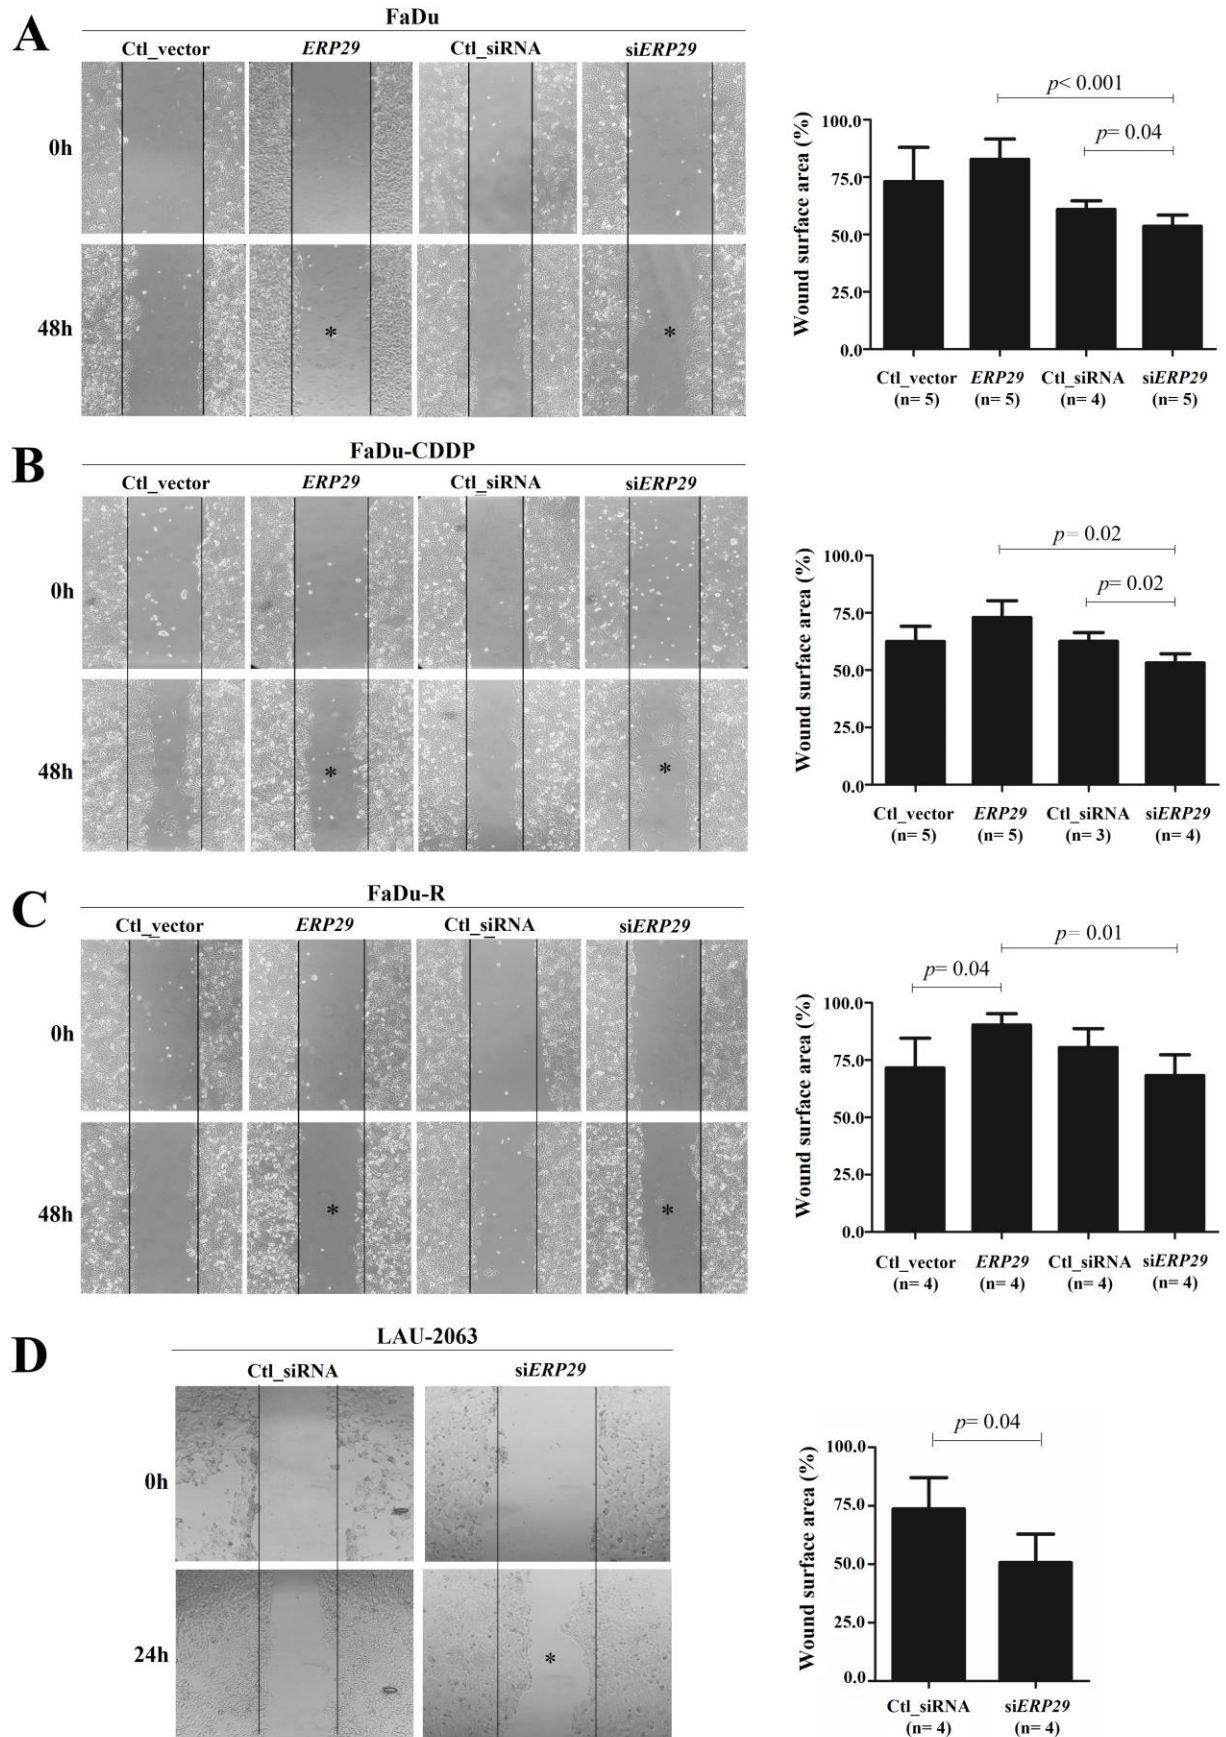 A
FaDu
Ctl_vector ERP29 Ctl_siRNA siERP29
0h
48h
*
*
p< 0.001
p= 0.04
Wound surface area (%)
100.0
75.0
50.0
25.0
0.0
Ctl_vector ERP29 Ctl_siRNA siERP29
(n= 5) (n= 5) (n= 4) (n= 5)
B
FaDu-CDDP
Ctl_vector ERP29 Ctl_siRNA siERP29
0h
48h
*
*
p= 0.02
p= 0.02
Wound surface area (%)
100.0
75.0
50.0
25.0
0.0
Ctl_vector ERP29 Ctl_siRNA siERP29
(n= 5) (n= 5) (n= 3) (n= 4)
C
FaDu-R
Ctl_vector ERP29 Ctl_siRNA siERP29
0h
48h
*
*
p= 0.01
p= 0.04
Wound surface area (%)
100.0
75.0
50.0
25.0
0.0
Ctl_vector ERP29 Ctl_siRNA siERP29
(n= 4) (n= 4) (n= 4) (n= 4)
D
LAU-2063
Ctl_siRNA siERP29
0h
24h
*
p= 0.04
Wound surface area (%)
100.0
75.0
50.0
25.0
0.0
Ctl_siRNA siERP29
(n= 4) (n= 4)